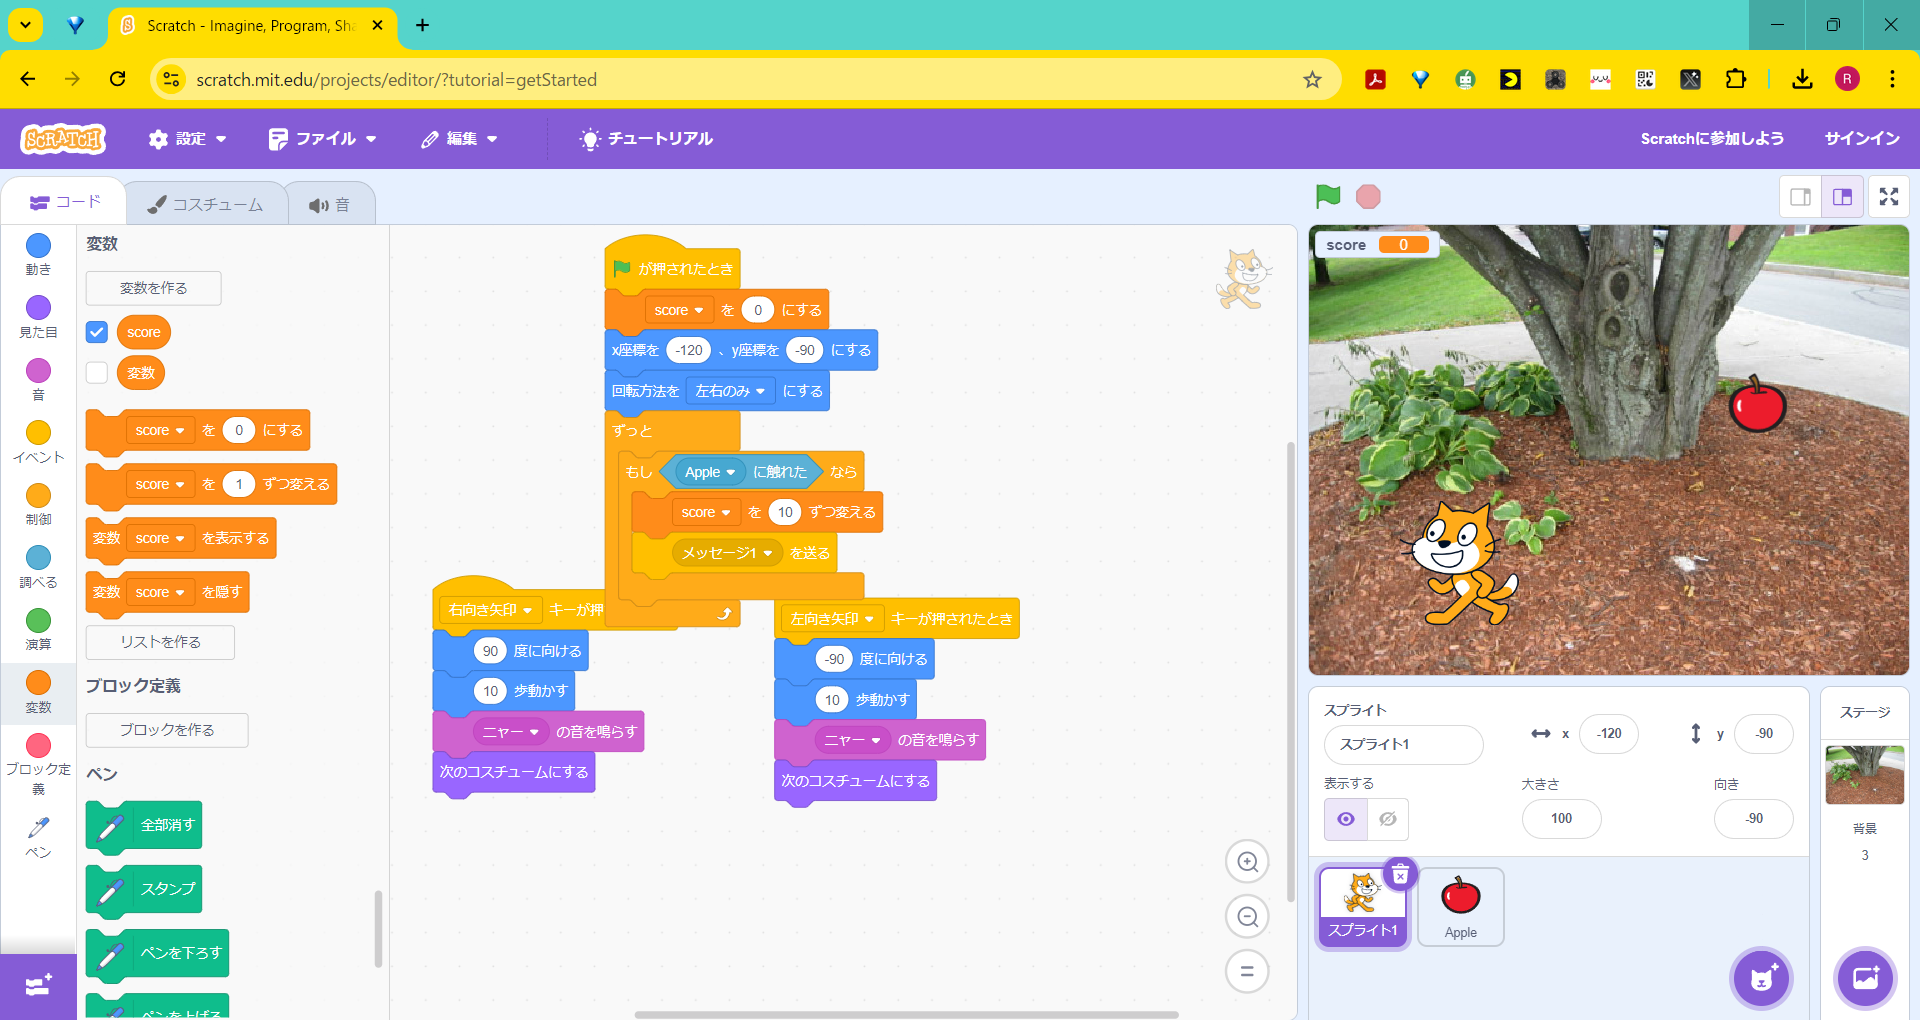 Scratch - Imagine, Program, Sha
scratch.mit.edu/projects/editor/?tutorial=getStarted
R
SCRATCH
設定
ファイル
編集
チュートリアル
Scratchに参加しよう
サインイン
コード
コスチューム
音
動き
見た目
音
イベント
制御
調べる
演算
変数
ブロック定義
ペン
変数
変数を作る
score
変数
score を 0 にする
score を 1 ずつ変える
変数 score を表示する
変数 score を隠す
リストを作る
ブロック定義
ブロックを作る
ペン
全部消す
スタンプ
ペンを下ろす
ペンを上げる
が押されたとき
score を 0 にする
x座標を -120 、y座標を -90 にする
回転方法を 左右のみ にする
ずっと
もし Apple に触れた なら
score を 10 ずつ変える
メッセージ1 を送る
右向き矢印 キーが押
90 度に向ける
10 歩動かす
ニャー の音を鳴らす
次のコスチュームにする
左向き矢印 キーが押されたとき
-90 度に向ける
10 歩動かす
ニャー の音を鳴らす
次のコスチュームにする
score 0
スプライト
スプライト1
x -120
y -90
表示する
大きさ
100
向き
-90
スプライト1
Apple
ステージ
背景
3